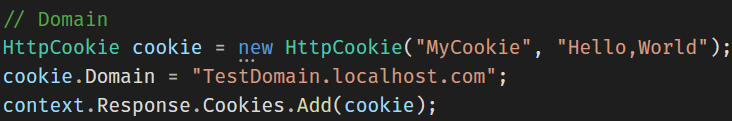 // Domain
HttpCookie cookie = new HttpCookie("MyCookie", "Hello,World");
cookie.Domain = "TestDomain.localhost.com";
context.Response.Cookies.Add(cookie);